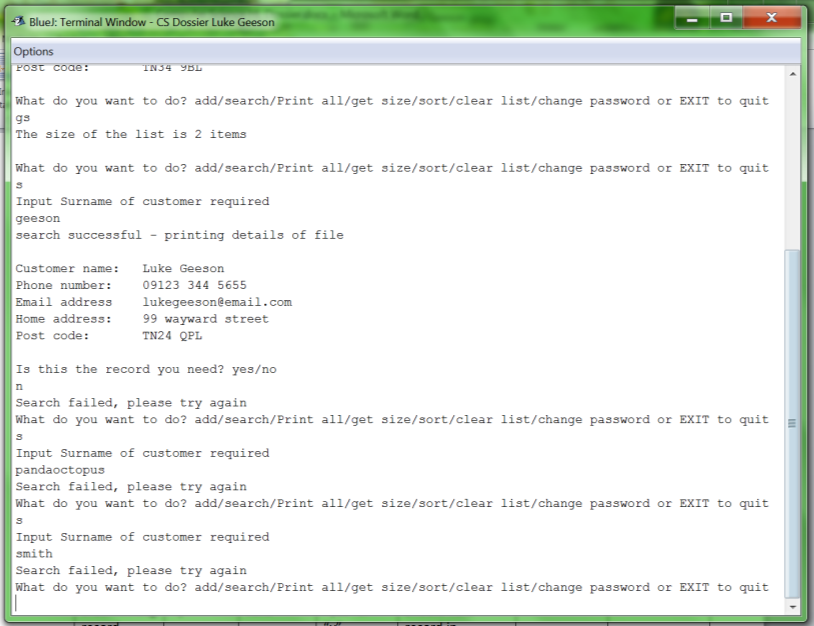 BlueJ: Terminal Window - CS Dossier Luke Geeson
Options
Post code: TN34 9BL
What do you want to do? add/search/Print all/get size/sort/clear list/change password or EXIT to quit
gs
The size of the list is 2 items
What do you want to do? add/search/Print all/get size/sort/clear list/change password or EXIT to quit
s
Input Surname of customer required
geeson
search successful - printing details of file
Customer name: Luke Geeson
Phone number: 09123 344 5655
Email address lukegeeson@email.com
Home address: 99 wayward street
Post code: TN24 QPL
Is this the record you need? yes/no
n
Search failed, please try again
What do you want to do? add/search/Print all/get size/sort/clear list/change password or EXIT to quit
s
Input Surname of customer required
pandaoctopus
Search failed, please try again
What do you want to do? add/search/Print all/get size/sort/clear list/change password or EXIT to quit
s
Input Surname of customer required
smith
Search failed, please try again
What do you want to do? add/search/Print all/get size/sort/clear list/change password or EXIT to quit